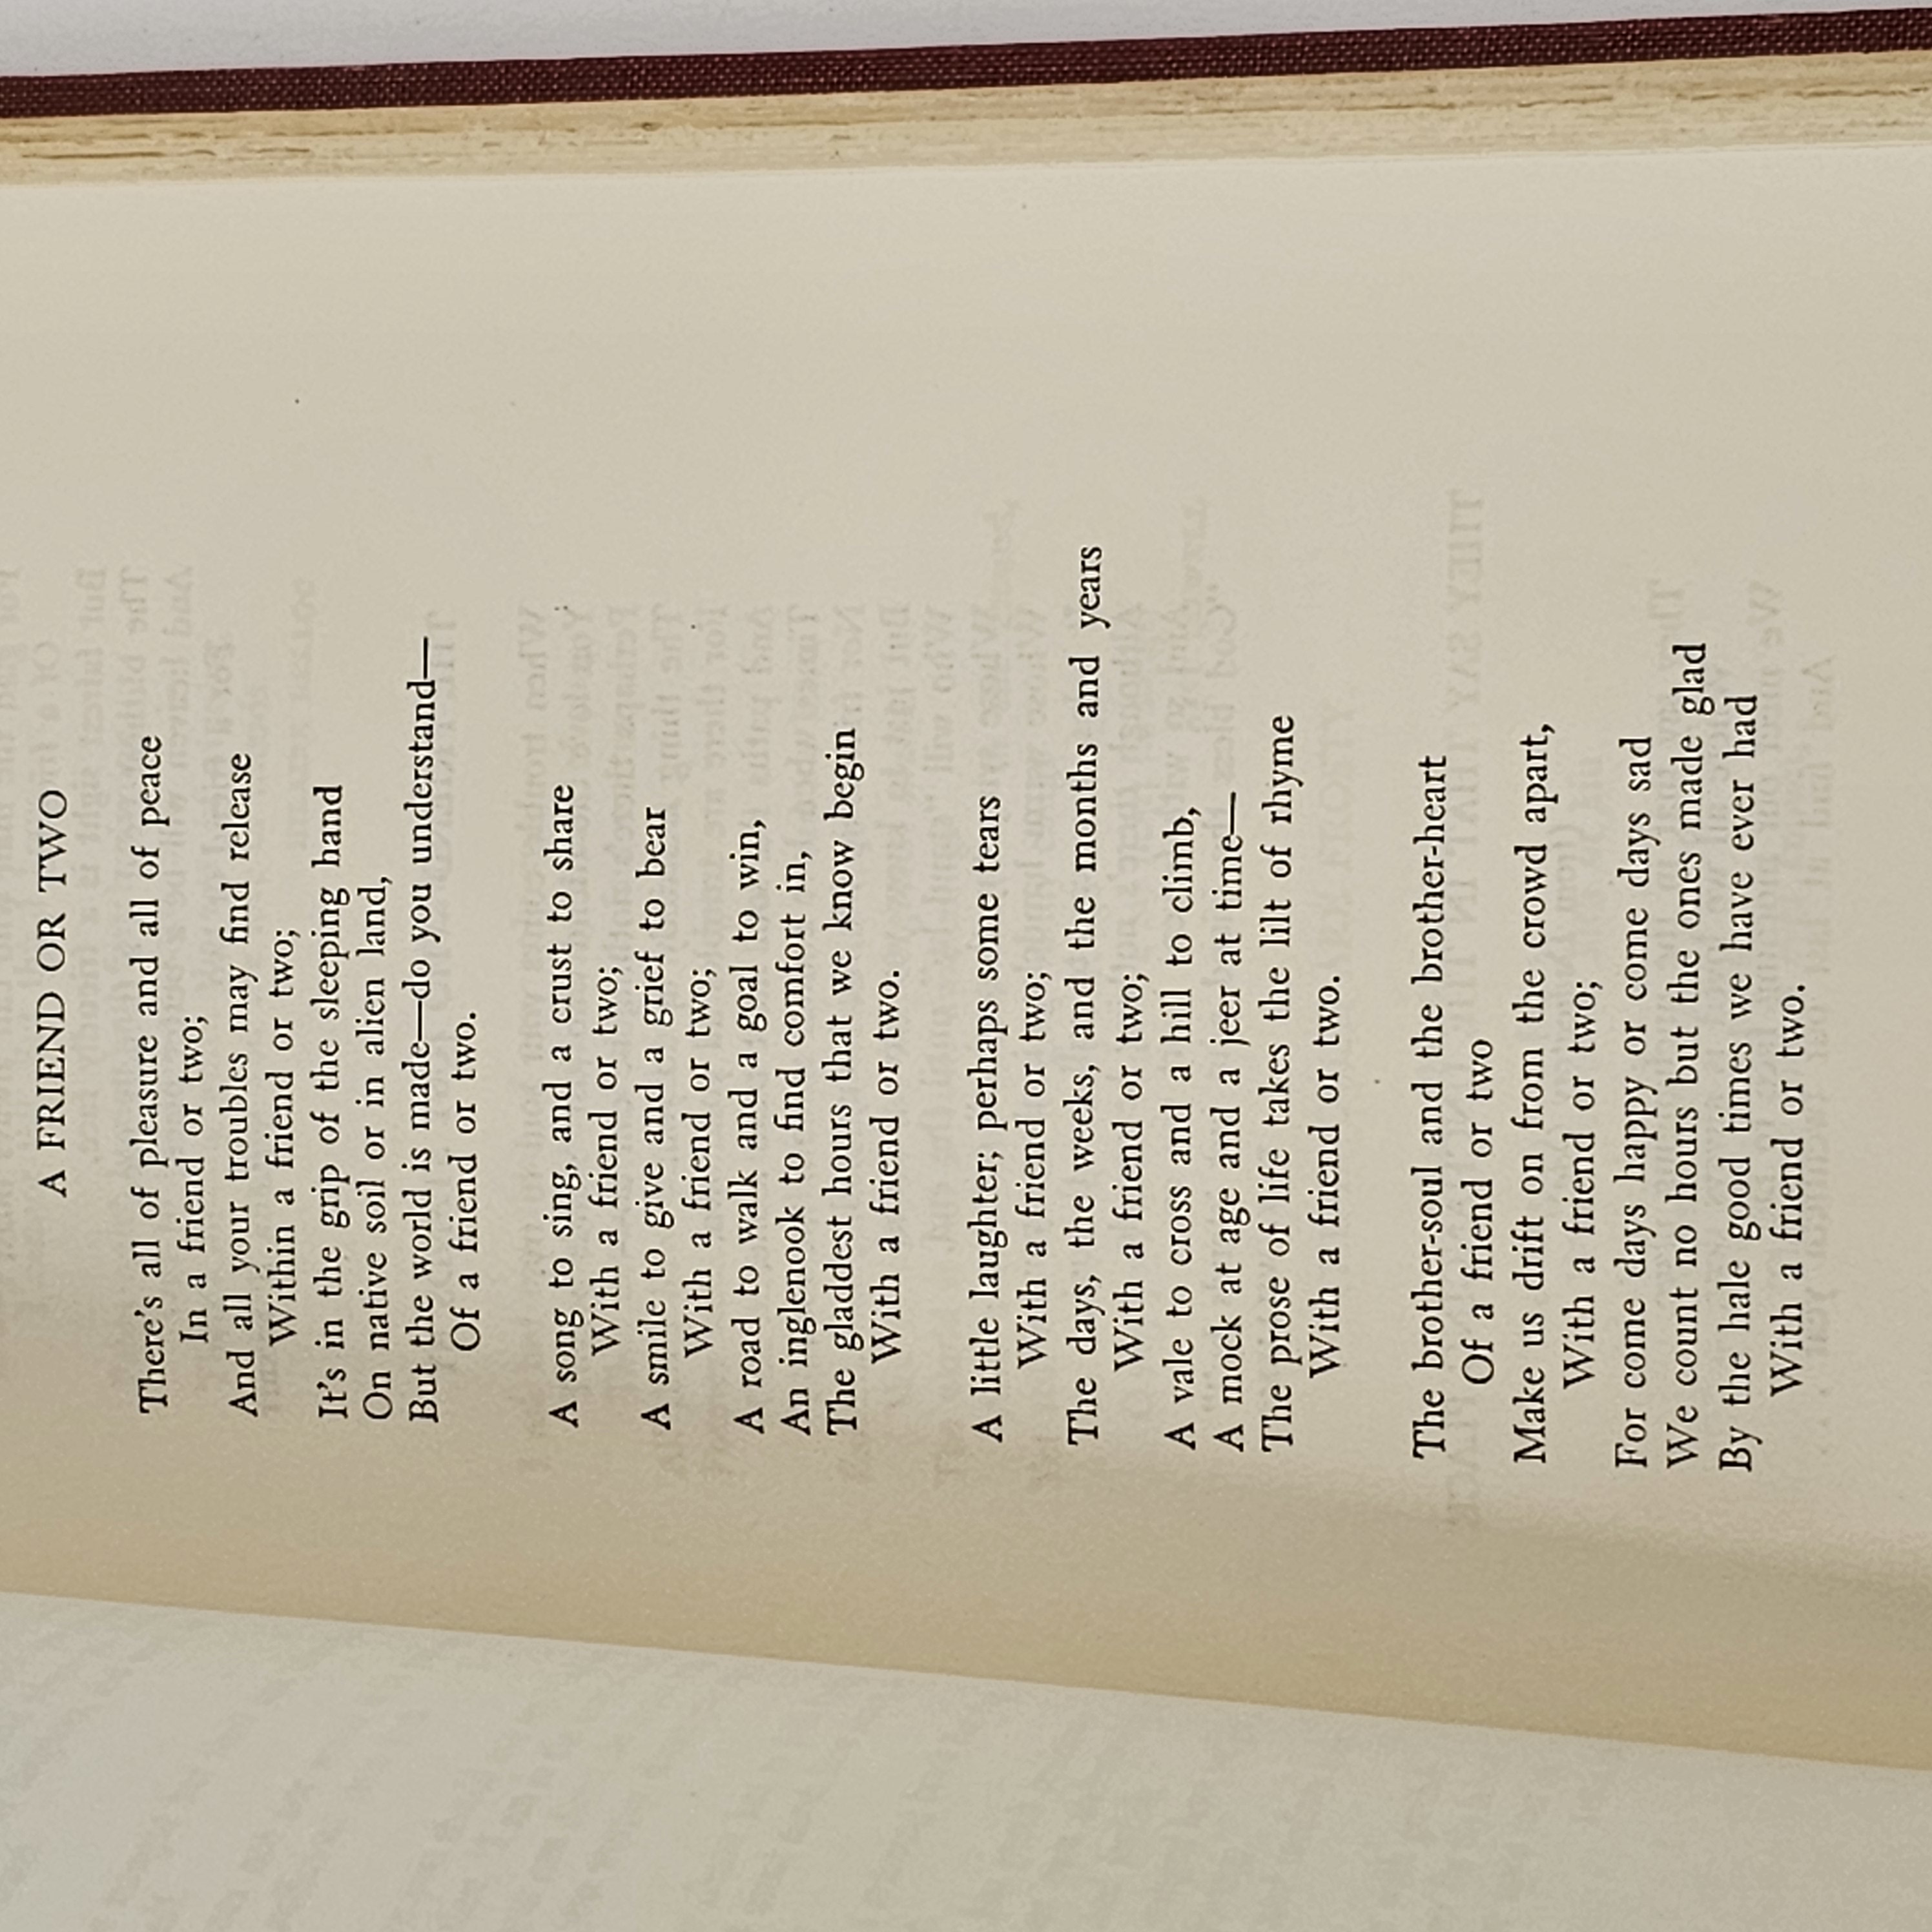 A FRIEND OR TWO
There's all of pleasure and all of peace
In a friend or two;
And all your troubles may find release
Within a friend or two;
It's in the grip of the sleeping hand
On native soil or in alien land,
But the world is made—do you understand—
Of a friend or two.
A song to sing, and a crust to share
With a friend or two;
A smile to give and a grief to bear
With a friend or two;
A road to walk and a goal to win,
An inglenook to find comfort in,
The gladdest hours that we know begin
With a friend or two.
A little laughter; perhaps some tears
With a friend or two;
The days, the weeks, and the months and years
With a friend or two;
A vale to cross and a hill to climb,
A mock at age and a jeer at time—
The prose of life takes the lilt of rhyme
With a friend or two.
The brother-soul and the brother-heart
Of a friend or two
Make us drift on from the crowd apart,
With a friend or two;
For come days happy or come days sad
We count no hours but the ones made glad
By the hale good times we have ever had
With a friend or two.